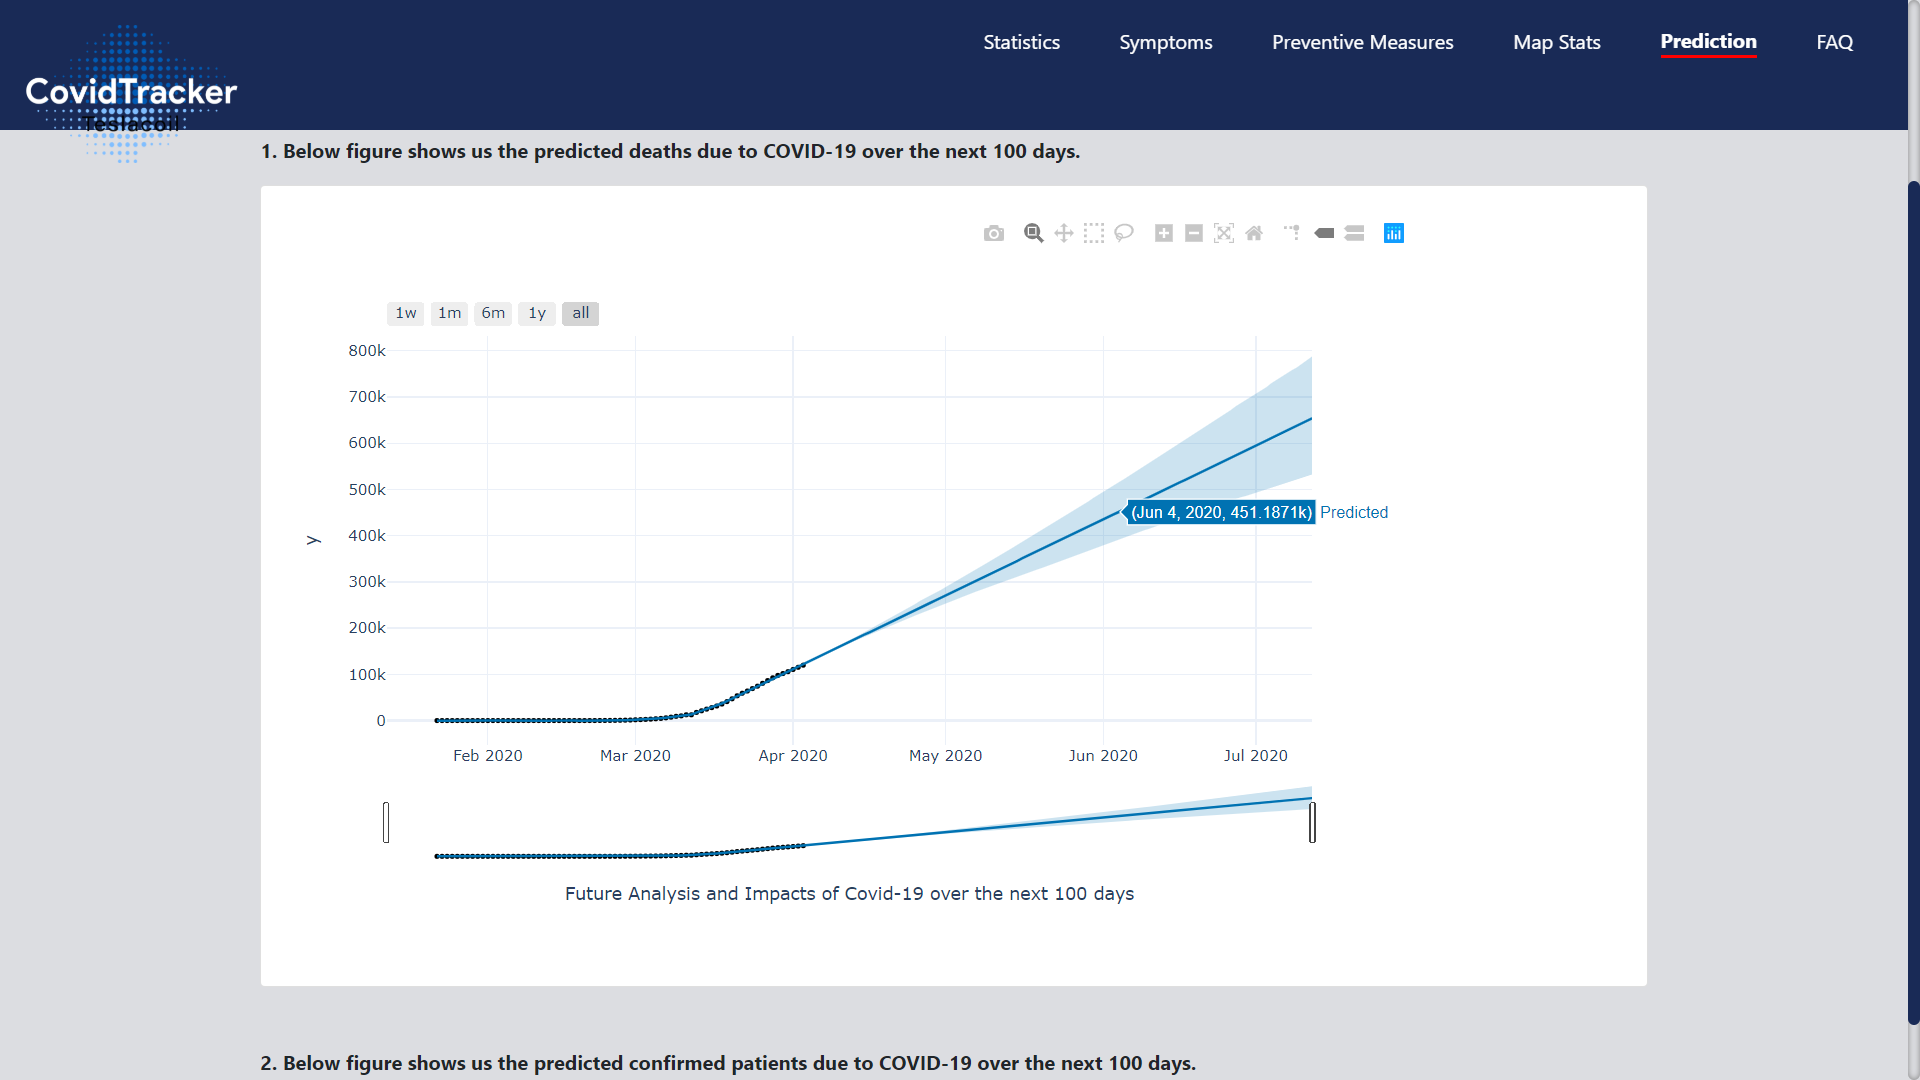 Statistics
Symptoms
Preventive Measures
Map Stats
Prediction
FAQ
CovidTracker
Teslacoil
1. Below figure shows us the predicted deaths due to COVID-19 over the next 100 days.
1w
1m
6m
1y
all
800k
700k
600k
500k
400k
300k
200k
100k
0
y
(Jun 4, 2020, 451.1871k)
Predicted
Feb 2020
Mar 2020
Apr 2020
May 2020
Jun 2020
Jul 2020
Future Analysis and Impacts of Covid-19 over the next 100 days
2. Below figure shows us the predicted confirmed patients due to COVID-19 over the next 100 days.